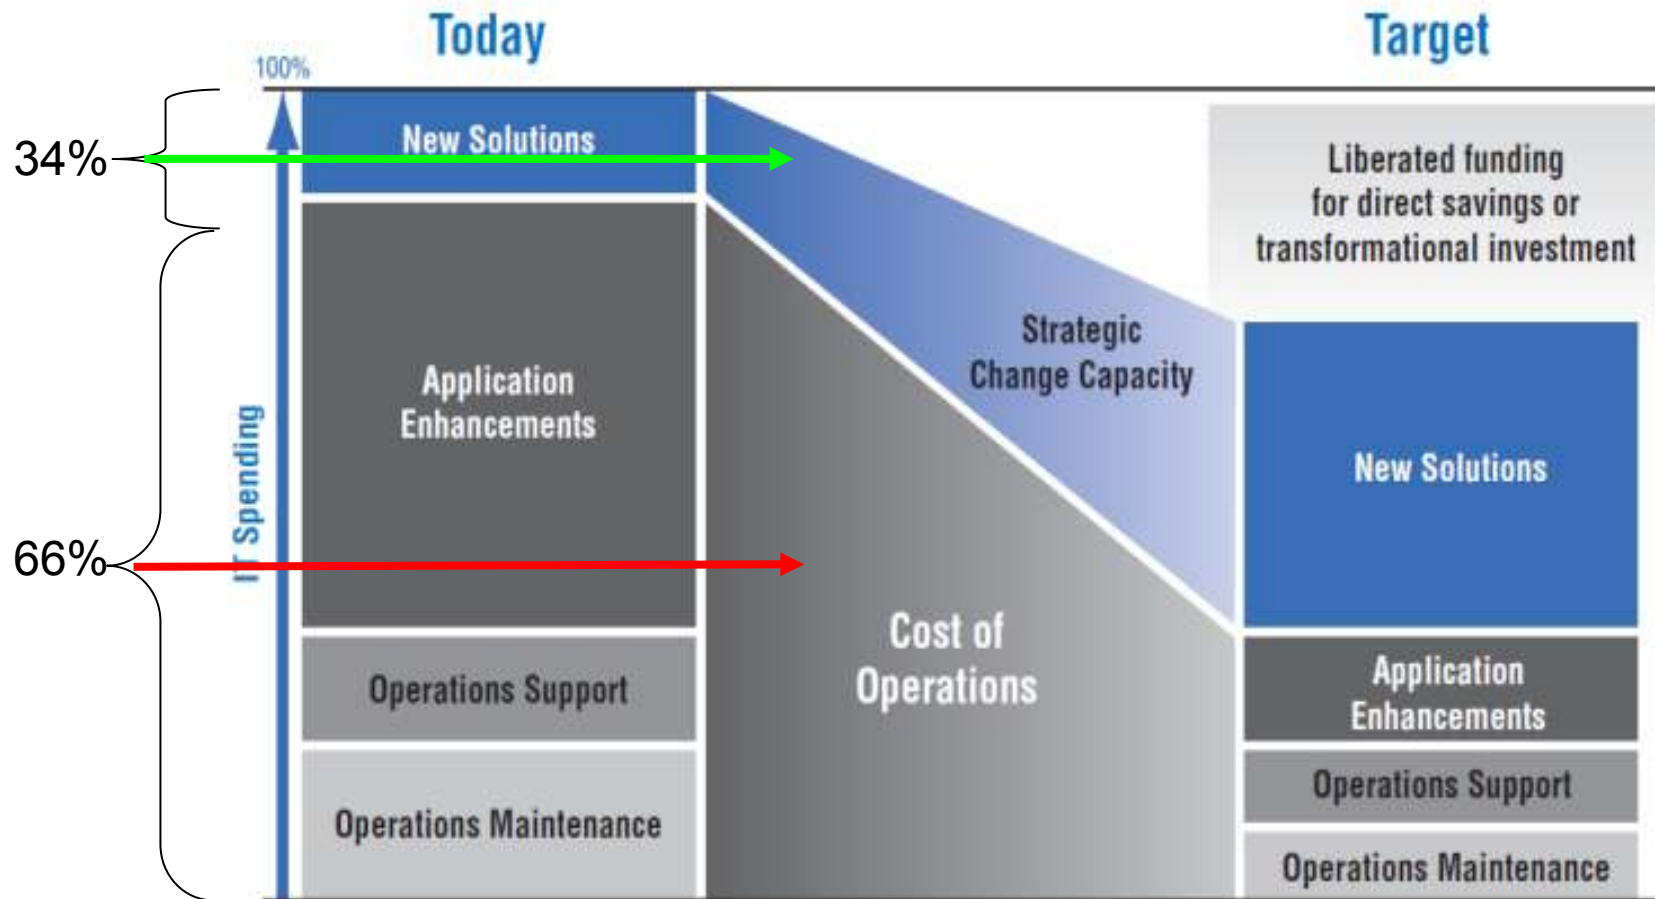 Today
Target
100%
34%
New Solutions
Liberated funding
for direct savings or
transformational investment
Strategic
Change Capacity
Application
Enhancements
IT Spending
New Solutions
66%
Cost of
Operations
Operations Support
Application
Enhancements
Operations Support
Operations Maintenance
Operations Maintenance